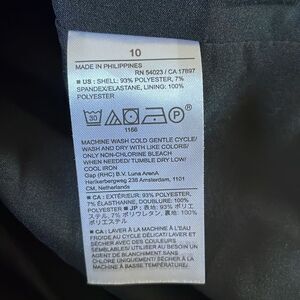 10
MADE IN PHILIPPINES
RN 54023 / CA 17897
■ US : SHELL: 93% POLYESTER, 7%
SPANDEX/ELASTANE, LINING: 100%
POLYESTER
30
P
1166
MACHINE WASH COLD GENTLE CYCLE/
WASH AND DRY WITH LIKE COLORS/
ONLY NON-CHLORINE BLEACH
WHEN NEEDED/ TUMBLE DRY LOW/
COOL IRON
Gap (RHC) B.V. Luna ArenA
Herikerbergweg 238 Amsterdam, 1101
CM, Netherlands
■ CA : EXTÉRIEUR: 93% POLYESTER,
7% ÉLASTHANNE, DOUBLURE: 100%
POLYESTER ■ JP : 表地: 93% ポリエ
ステル, 7% ポリウレタン, 裏地: 100%
ポリエステル
■ CA : LAVER À LA MACHINE À L'EAU
FROIDE AU CYCLE DÉLICAT/ LAVER ET
SÉCHER AVEC DES COULEURS
SEMBLABLES/ UTILISER AU BESOIN UN
AGENT DE BLANCHIMENT SANS
CHLORE UNIQUEMENT/ SÉCHER À LA
MACHINE À BASSE TEMPÉRATURE/